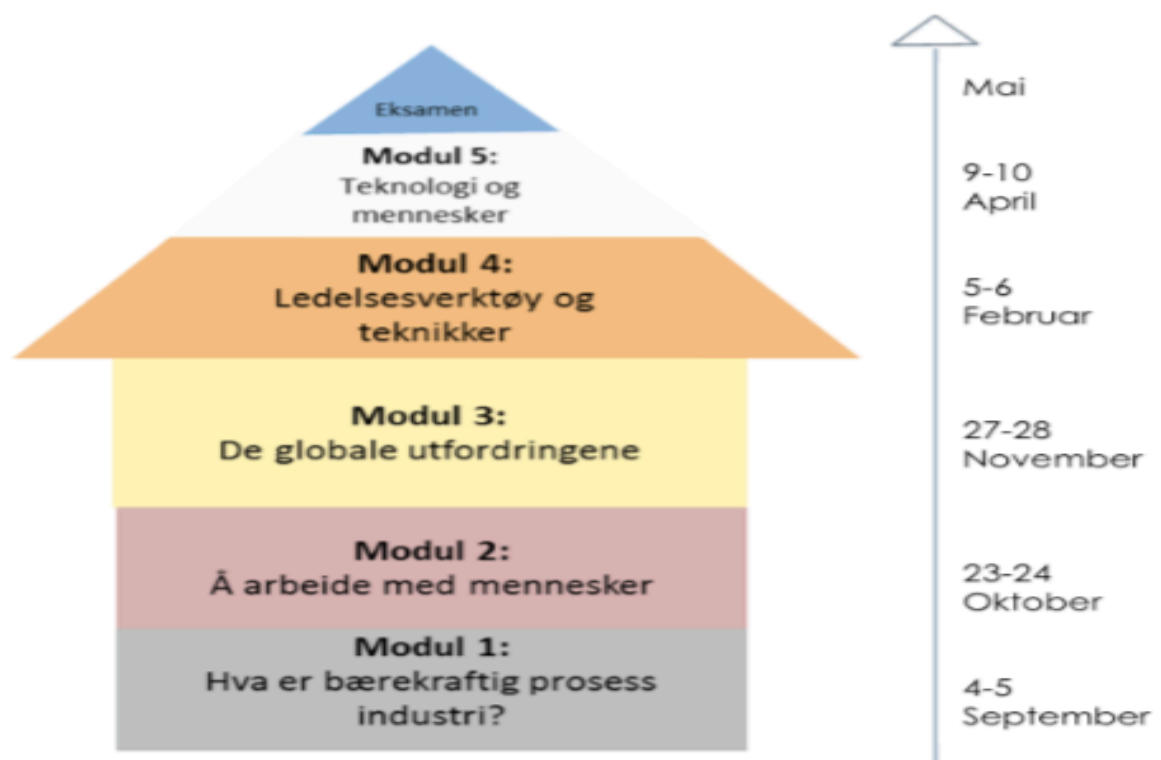 Eksamen
Modul 5:
Teknologi og
mennesker
Modul 4:
Ledelsesverktøy og
teknikker
Modul 3:
De globale utfordringene
Modul 2:
Å arbeide med mennesker
Modul 1:
Hva er bærekraftig prosess
industri?
Mai
9-10
April
5-6
Februar
27-28
November
23-24
Oktober
4-5
September